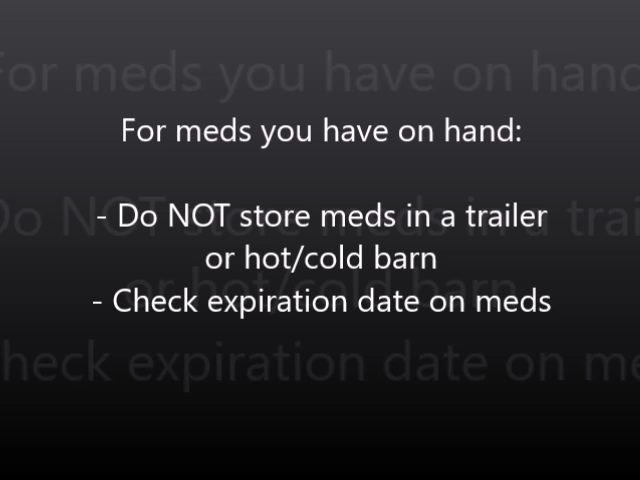 For meds you have on hand:
- Do NOT store meds in a trailer
or hot/cold barn
- Check expiration date on meds